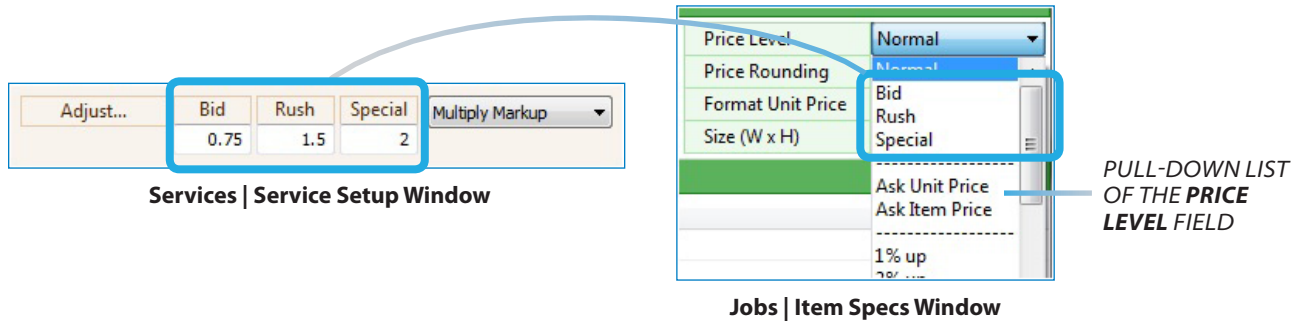 Adjust... Bid Rush Special Multiply Markup
0.75 1.5 2
Services | Service Setup Window
Price Level Normal
Price Rounding Normal
Format Unit Price Bid
Rush
Size (W x H) Special
------------------
Ask Unit Price
Ask Item Price
------------------
1% up
PULL-DOWN LIST
OF THE PRICE
LEVEL FIELD
Jobs | Item Specs Window